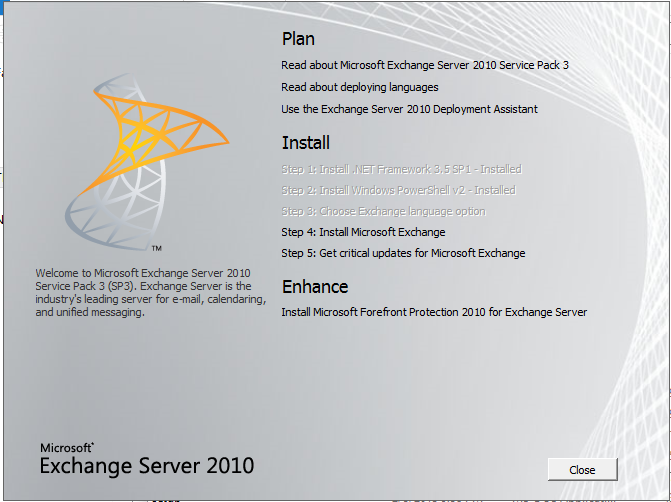 Plan
Read about Microsoft Exchange Server 2010 Service Pack 3
Read about deploying languages
Use the Exchange Server 2010 Deployment Assistant
Install
Step 1: Install .NET Framework 3.5 SP1 - Installed
Step 2: Install Windows PowerShell v2 - Installed
Step 3: Choose Exchange language option
Step 4: Install Microsoft Exchange
Step 5: Get critical updates for Microsoft Exchange
Enhance
Install Microsoft Forefront Protection 2010 for Exchange Server
TM
Welcome to Microsoft Exchange Server 2010
Service Pack 3 (SP3). Exchange Server is the
industry's leading server for e-mail, calendaring,
and unified messaging.
Microsoft
Exchange Server 2010
Close